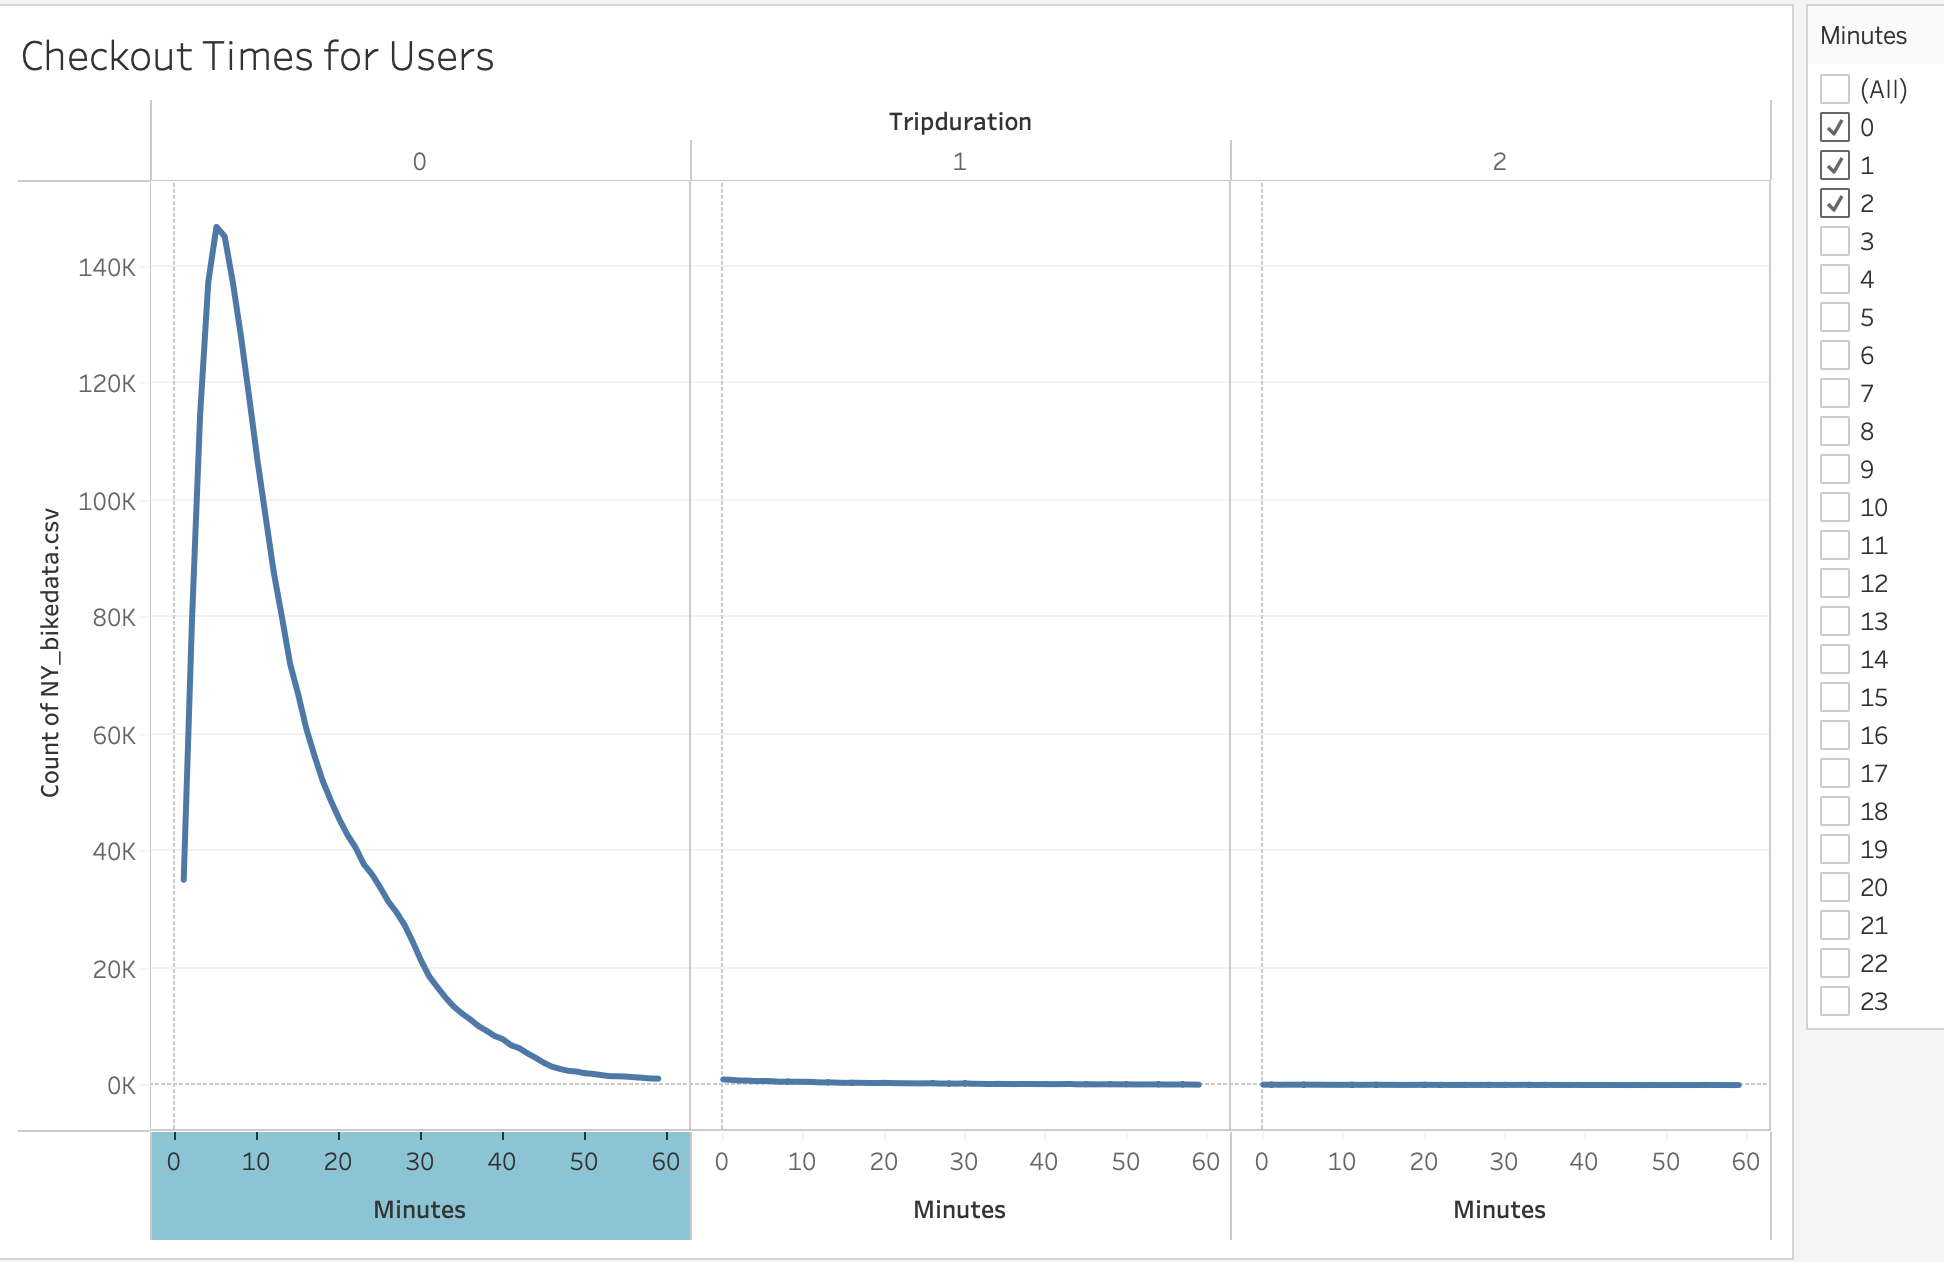 Checkout Times for Users
Tripduration
0 1 2
140K
120K
100K
80K
60K
40K
20K
0K
Count of NY_bikedata.csv
0 10 20 30 40 50 60 0 10 20 30 40 50 60 0 10 20 30 40 50 60
Minutes Minutes Minutes
Minutes
(All)
0
1
2
3
4
5
6
7
8
9
10
11
12
13
14
15
16
17
18
19
20
21
22
23